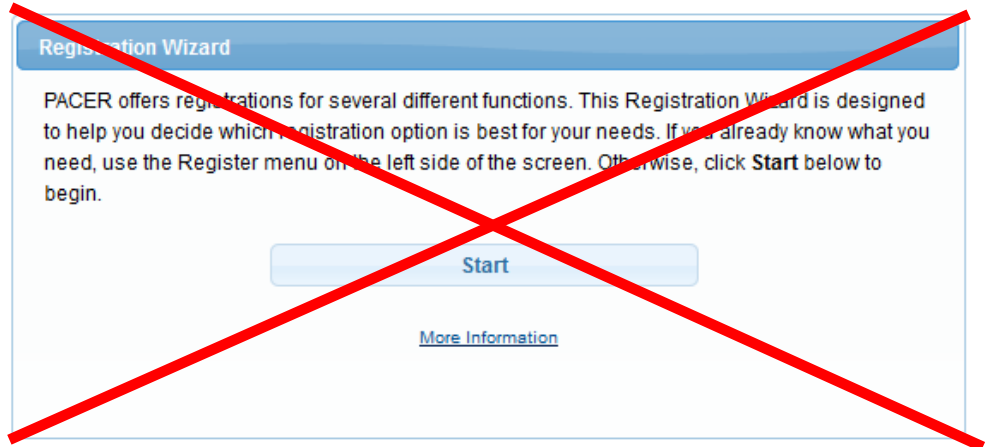 Registration Wizard
PACER offers registrations for several different functions. This Registration Wizard is designed
to help you decide which registration option is best for your needs. If you already know what you
need, use the Register menu on the left side of the screen. Otherwise, click Start below to
begin.
Start
More Information